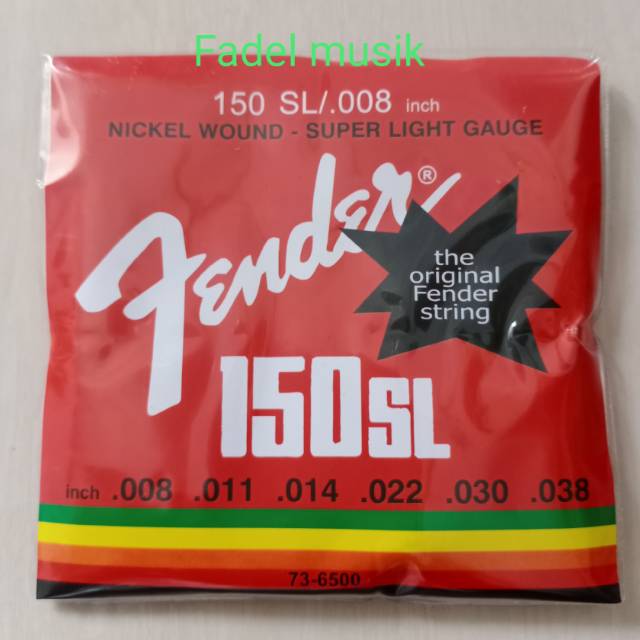 Fadel musik
150 SL/.008 inch
NICKEL WOUND - SUPER LIGHT GAUGE
Fender®
the
original
Fender
string
150SL
inch .008 .011 .014 .022 .030 .038
73-6500